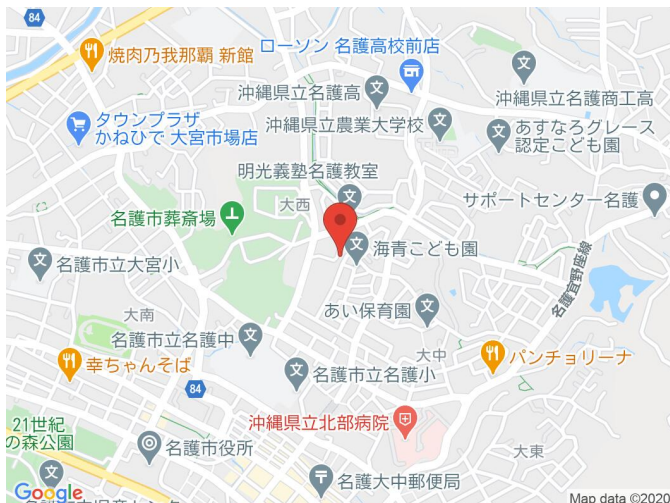 84
焼肉乃我那覇 新館
ローソン 名護高校前店
沖縄県立名護高
沖縄県立名護商工高
タウンプラザ
かねひで 大宮市場店
沖縄県立農業大学校
あすなろグレース
認定こども園
明光義塾名護教室
大西
サポートセンター名護
名護市葬斎場
海青こども園
名護市立大宮小
名護宜野座線
あい保育園
大南
名護市立名護中
大中
パンチョリーナ
幸ちゃんそば
名護市立名護小
84
21世紀
の森公園
沖縄県立北部病院
名護市役所
大東
名護大中郵便局
Google
Map data ©2020